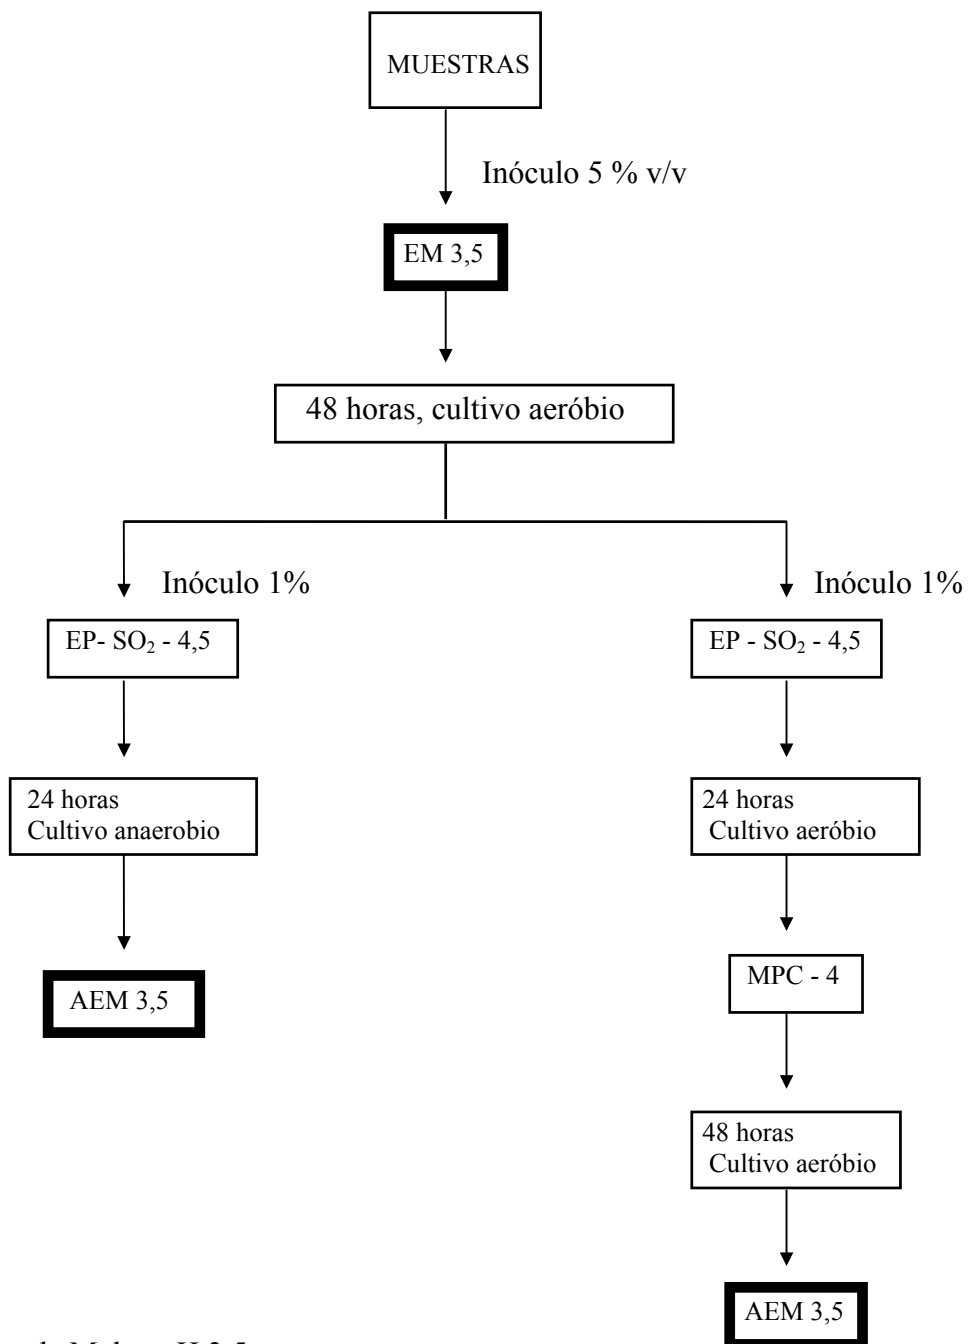 MUESTRAS
Inóculo 5 % v/v
EM 3,5
48 horas, cultivo aeróbio
Inóculo 1%
Inóculo 1%
EP- SO₂ - 4,5
EP - SO₂ - 4,5
24 horas
Cultivo anaerobio
24 horas
Cultivo aeróbio
MPC - 4
AEM 3,5
48 horas
Cultivo aeróbio
AEM 3,5